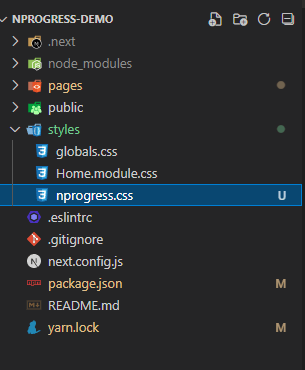 NPROGRESS-DEMO
.next
node_modules
pages
public
styles
globals.css
Home.module.css
nprogress.css U
.eslintrc
.gitignore
next.config.js
package.json M
README.md
yarn.lock M